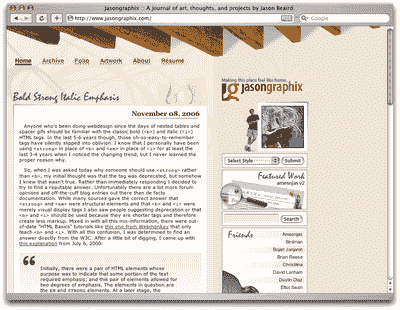 Jasongraphix :: A journal of art, thoughts, and projects by Jason Beaird
http://www.jasongraphix.com/
Google
Home Archive Folio Artwork About Résumé
Making this place feel like home.
jasongraphix
Bold Strong Italic Emphasis
November 08, 2006
Anyone who's been doing webdesign since the days of nested tables and
spacer gifs should be familiar with the classic bold (<b>) and italic (<i>)
HTML tags. In the last 5-6 years though, those oh-so-easy-to-remember
tags have silently slipped into oblivion. I know that I personally have been
using <strong> in place of <b> and <em> in place of <i> for at least the
last 3-4 years when I noticed the changing trend, but I never learned the
proper reason why.
So, when I was asked today why someone should use <strong> rather
than <b>, my initial thought was that the tag was deprecated, but somehow
I knew that wasn't true. Rather than immediately responding I decided to
try to find a reputable answer. Unfortunately there are a lot more forum
opinions and off-the-cuff blog entries out there than de facto
documentation. While many sources gave the correct answer that
<strong> and <em> were structural elements and that <b> and <i> were
merely visual display tags I also saw people suggesting deprecation or that
<b> and <i> should be used because they are shorter tags and therefore
create less markup. Mixed in with all this mis-information, there were out-
of-date "HTML Basics" tutorials like this one from Webmonkey that only
teach <b> and <i>. With all this confusion, I was determined to find an
answer directly from the W3C. After a little bit of digging, I came up with
this explanation from July 6, 2000:
Initially, there were a pair of HTML elements whose
purpose was to indicate that some portion of the text
required emphasis; and this pair of elements allowed for
two degrees of emphasis. The elements in question are
the EM and STRONG elements. At a later stage, the
Select Style
Submit
Featured Work
amsensjas v2
Search
Friends
Amesnjas
Birdman
Bojan Janjanin
Brian Reese
Christina
David Lanham
Dustin Diaz
Elliot Swan